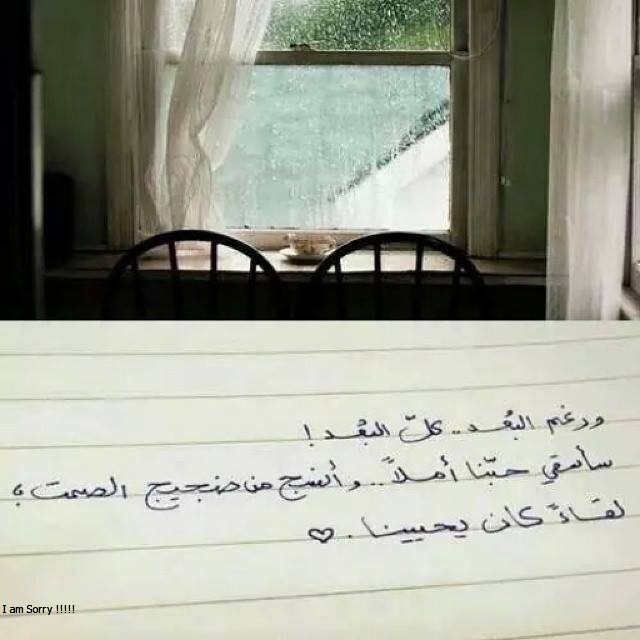 ورغم البُعد.. كلّ البُعد!
سأسقي حبّنا أملاً.. وأنسج من ضجيج الصمت؛
لقاءً كان يحيينا. ♡
I am Sorry !!!!!